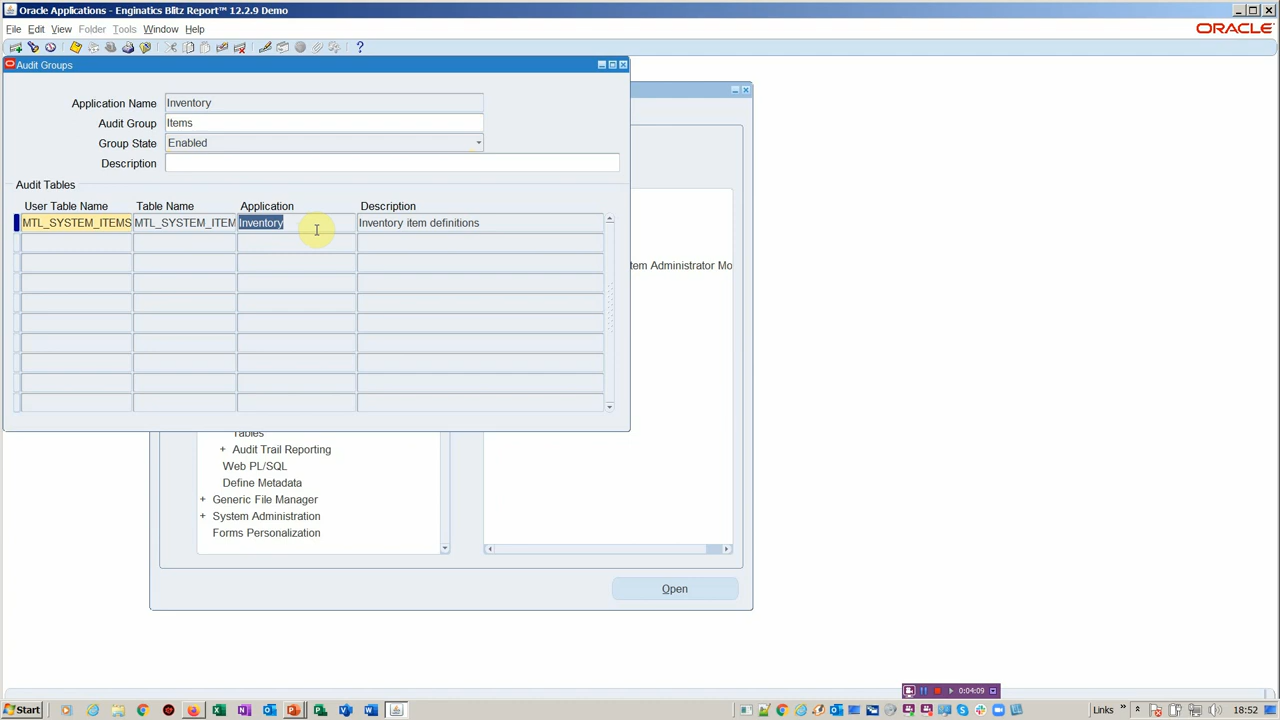 Oracle Applications - Enginatics Blitz Report™ 12.2.9 Demo
File Edit View Folder Tools Window Help
ORACLE
Audit Groups
Application Name Inventory
Audit Group Items
Group State Enabled
Description
Audit Tables
User Table Name Table Name Application Description
MTL_SYSTEM_ITEMS MTL_SYSTEM_ITEM Inventory Inventory item definitions
tem Administrator Mo
Tables
+ Audit Trail Reporting
Web PL/SQL
Define Metadata
+ Generic File Manager
+ System Administration
Forms Personalization
Open
0:04:09
Start
Links » 18:52